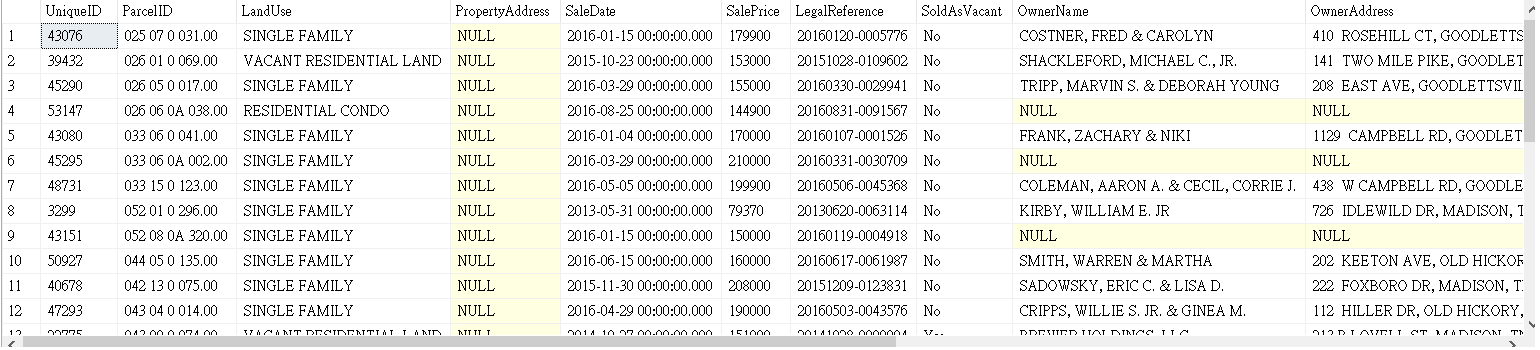 UniqueID ParcelID LandUse PropertyAddress SaleDate SalePrice LegalReference SoldAsVacant OwnerName OwnerAddress
1 43076 025 07 0 031.00 SINGLE FAMILY NULL 2016-01-15 00:00:00.000 179900 20160120-0005776 No COSTNER, FRED & CAROLYN 410 ROSEHILL CT, GOODLETTS
2 39432 026 01 0 069.00 VACANT RESIDENTIAL LAND NULL 2015-10-23 00:00:00.000 153000 20151028-0109602 No SHACKLEFORD, MICHAEL C., JR. 141 TWO MILE PIKE, GOODLET
3 45290 026 05 0 017.00 SINGLE FAMILY NULL 2016-03-29 00:00:00.000 155000 20160330-0029941 No TRIPP, MARVIN S. & DEBORAH YOUNG 208 EAST AVE, GOODLETTSVIL
4 53147 026 06 0A 038.00 RESIDENTIAL CONDO NULL 2016-08-25 00:00:00.000 144900 20160831-0091567 No NULL NULL
5 43080 033 06 0 041.00 SINGLE FAMILY NULL 2016-01-04 00:00:00.000 170000 20160107-0001526 No FRANK, ZACHARY & NIKI 1129 CAMPBELL RD, GOODLET
6 45295 033 06 0A 002.00 SINGLE FAMILY NULL 2016-03-29 00:00:00.000 210000 20160331-0030709 No NULL NULL
7 48731 033 15 0 123.00 SINGLE FAMILY NULL 2016-05-05 00:00:00.000 199900 20160506-0045368 No COLEMAN, AARON A. & CECIL, CORRIE J. 438 W CAMPBELL RD, GOODLE
8 3299 052 01 0 296.00 SINGLE FAMILY NULL 2013-05-31 00:00:00.000 79370 20130620-0063114 No KIRBY, WILLIAM E. JR 726 IDLEWILD DR, MADISON, T
9 43151 052 08 0A 320.00 SINGLE FAMILY NULL 2016-01-15 00:00:00.000 150000 20160119-0004918 No NULL NULL
10 50927 044 05 0 135.00 SINGLE FAMILY NULL 2016-06-15 00:00:00.000 160000 20160617-0061987 No SMITH, WARREN & MARTHA 202 KEETON AVE, OLD HICKOR
11 40678 042 13 0 075.00 SINGLE FAMILY NULL 2015-11-30 00:00:00.000 208000 20151209-0123831 No SADOWSKY, ERIC C. & LISA D. 222 FOXBORO DR, MADISON, T
12 47293 043 04 0 014.00 SINGLE FAMILY NULL 2016-04-29 00:00:00.000 190000 20160503-0043576 No CRIPPS, WILLIE S. JR. & GINEA M. 112 HILLER DR, OLD HICKORY,
VACANT RESIDENTIAL LAND NULL